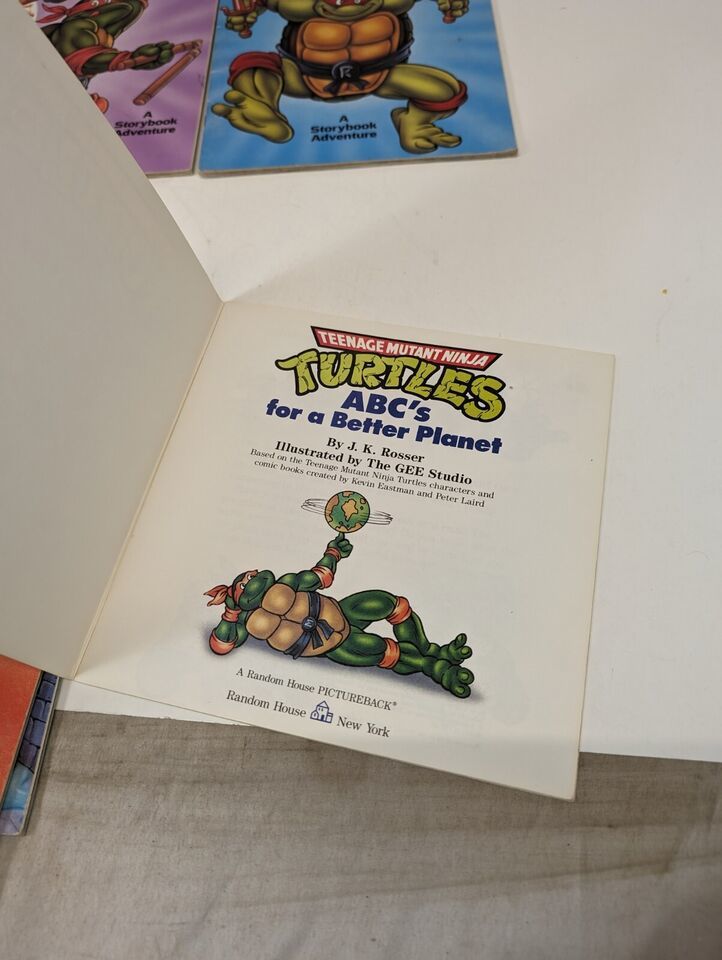 A
Storybook
Adventure
R
A
Storybook
Adventure
TEENAGE MUTANT NINJA
TURTLES
ABC's
for a Better Planet
By J. K. Rosser
Illustrated by The GEE Studio
Based on the Teenage Mutant Ninja Turtles characters and
comic books created by Kevin Eastman and Peter Laird
A Random House PICTUREBACK®
Random House New York